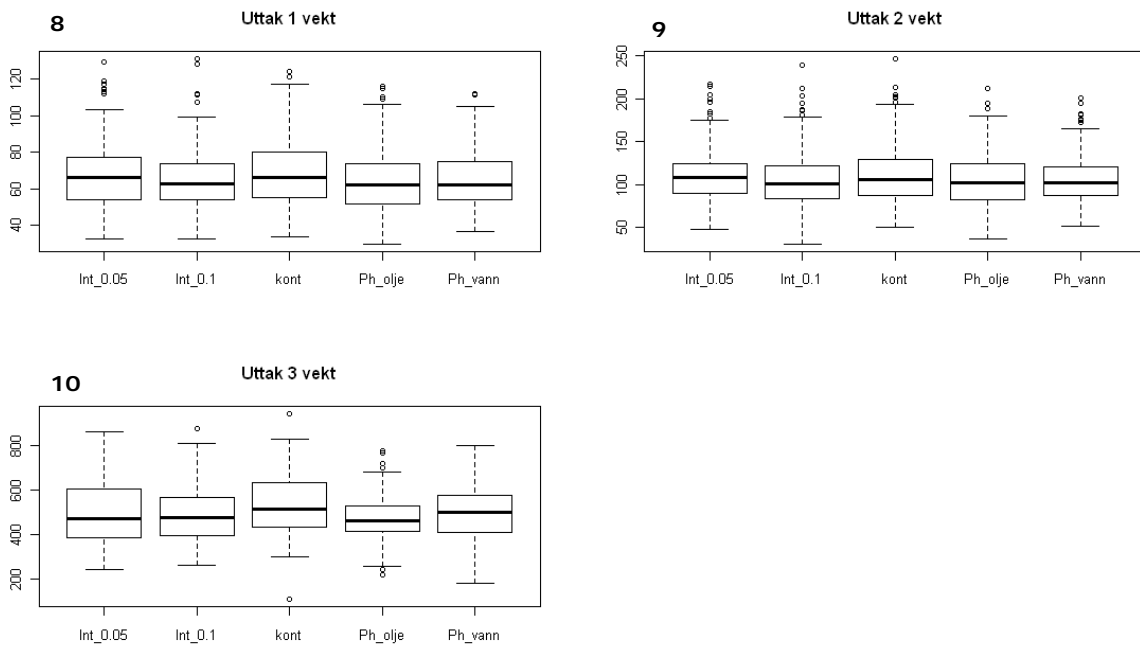 8
Uttak 1 vekt
120
100
80
60
40
Int_0.05 Int_0.1 kont Ph_olje Ph_vann
9
Uttak 2 vekt
250
200
150
100
50
Int_0.05 Int_0.1 kont Ph_olje Ph_vann
10
Uttak 3 vekt
800
600
400
200
Int_0.05 Int_0.1 kont Ph_olje Ph_vann